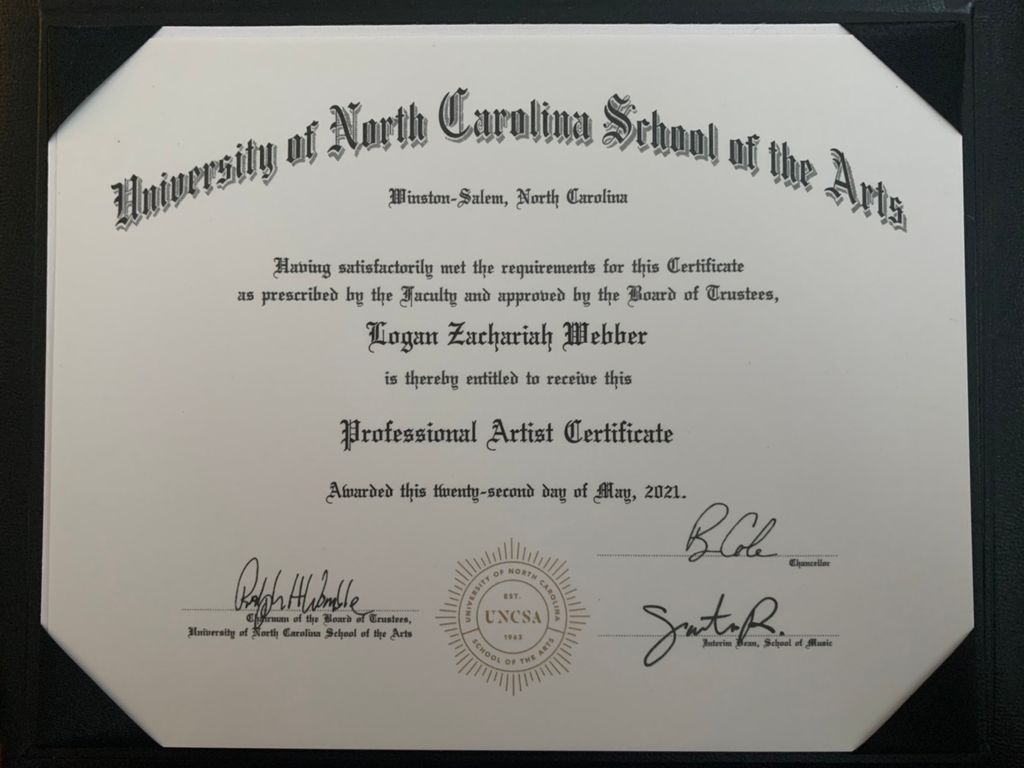 University of North Carolina School of the Arts
Winston-Salem, North Carolina
Having satisfactorily met the requirements for this Certificate
as prescribed by the Faculty and approved by the Board of Trustees,
Logan Zachariah Webber
is thereby entitled to receive this
Professional Artist Certificate
Awarded this twenty-second day of May, 2021.
B Cole
Chancellor
Ralph H Womble
Chairman of the Board of Trustees,
University of North Carolina School of the Arts
UNIVERSITY OF NORTH CAROLINA
EST.
UNCSA
1963
SCHOOL OF THE ARTS
Interim Dean, School of Music